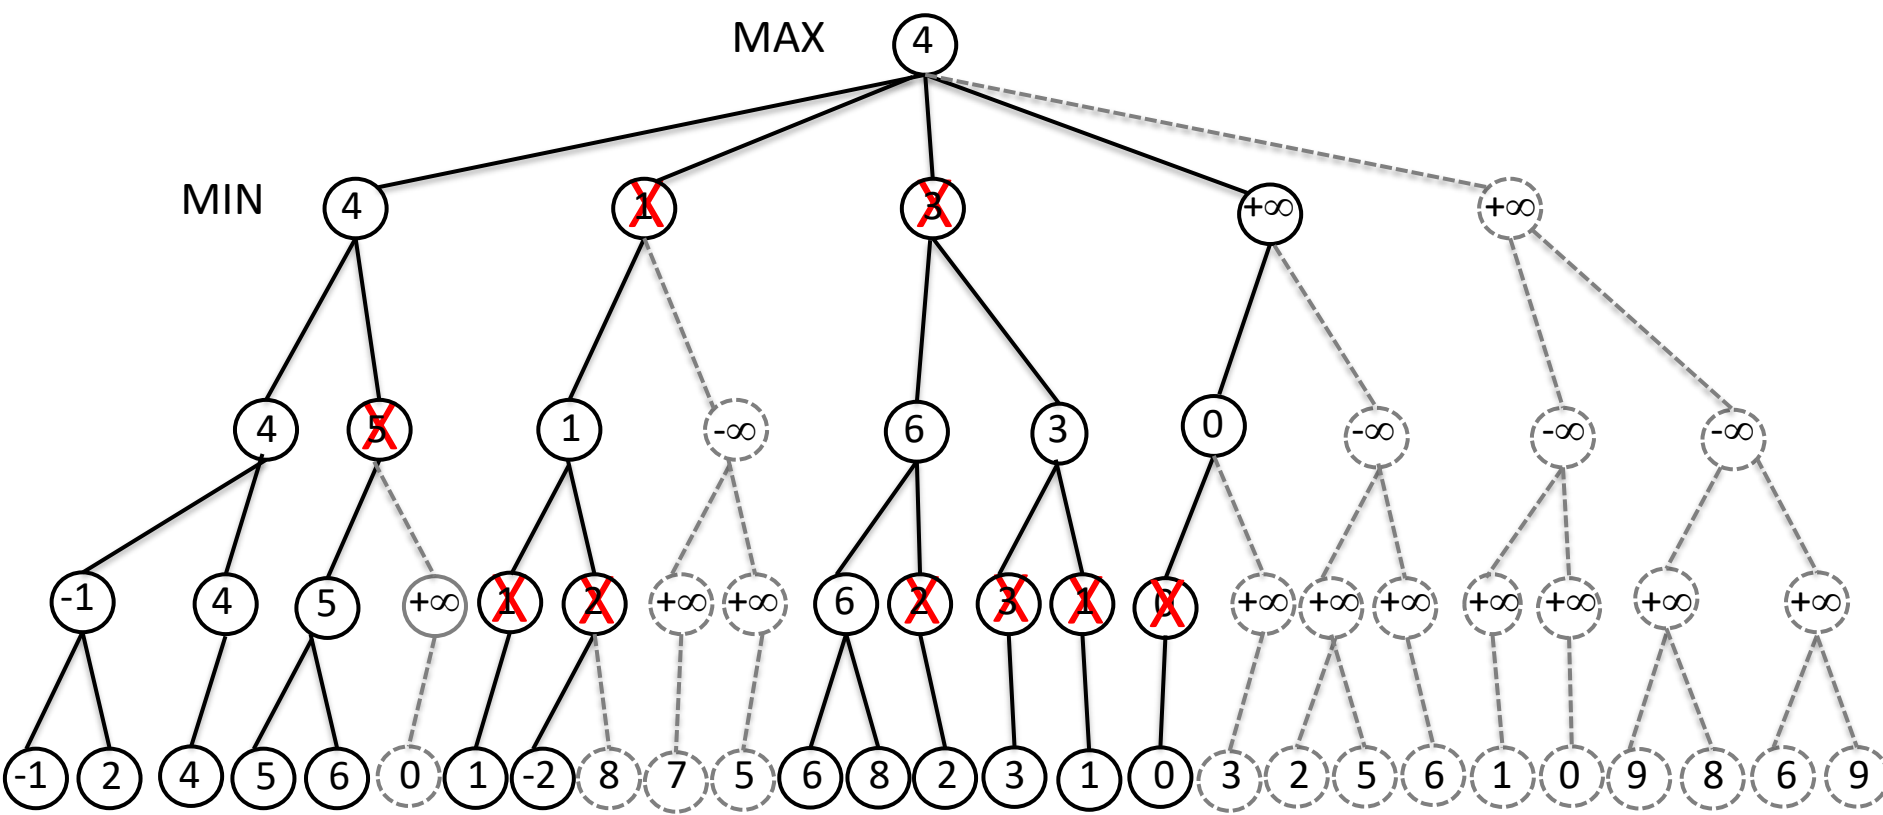 MAX 4
MIN 4 1 3 +∞ +∞
4 5 1 -∞ 6 3 0 -∞ -∞ -∞
-1 4 5 +∞ 1 2 +∞ +∞ 6 2 3 1 0 +∞ +∞ +∞ +∞ +∞ +∞ +∞
-1 2 4 5 6 0 1 -2 8 7 5 6 8 2 3 1 0 3 2 5 6 1 0 9 8 6 9